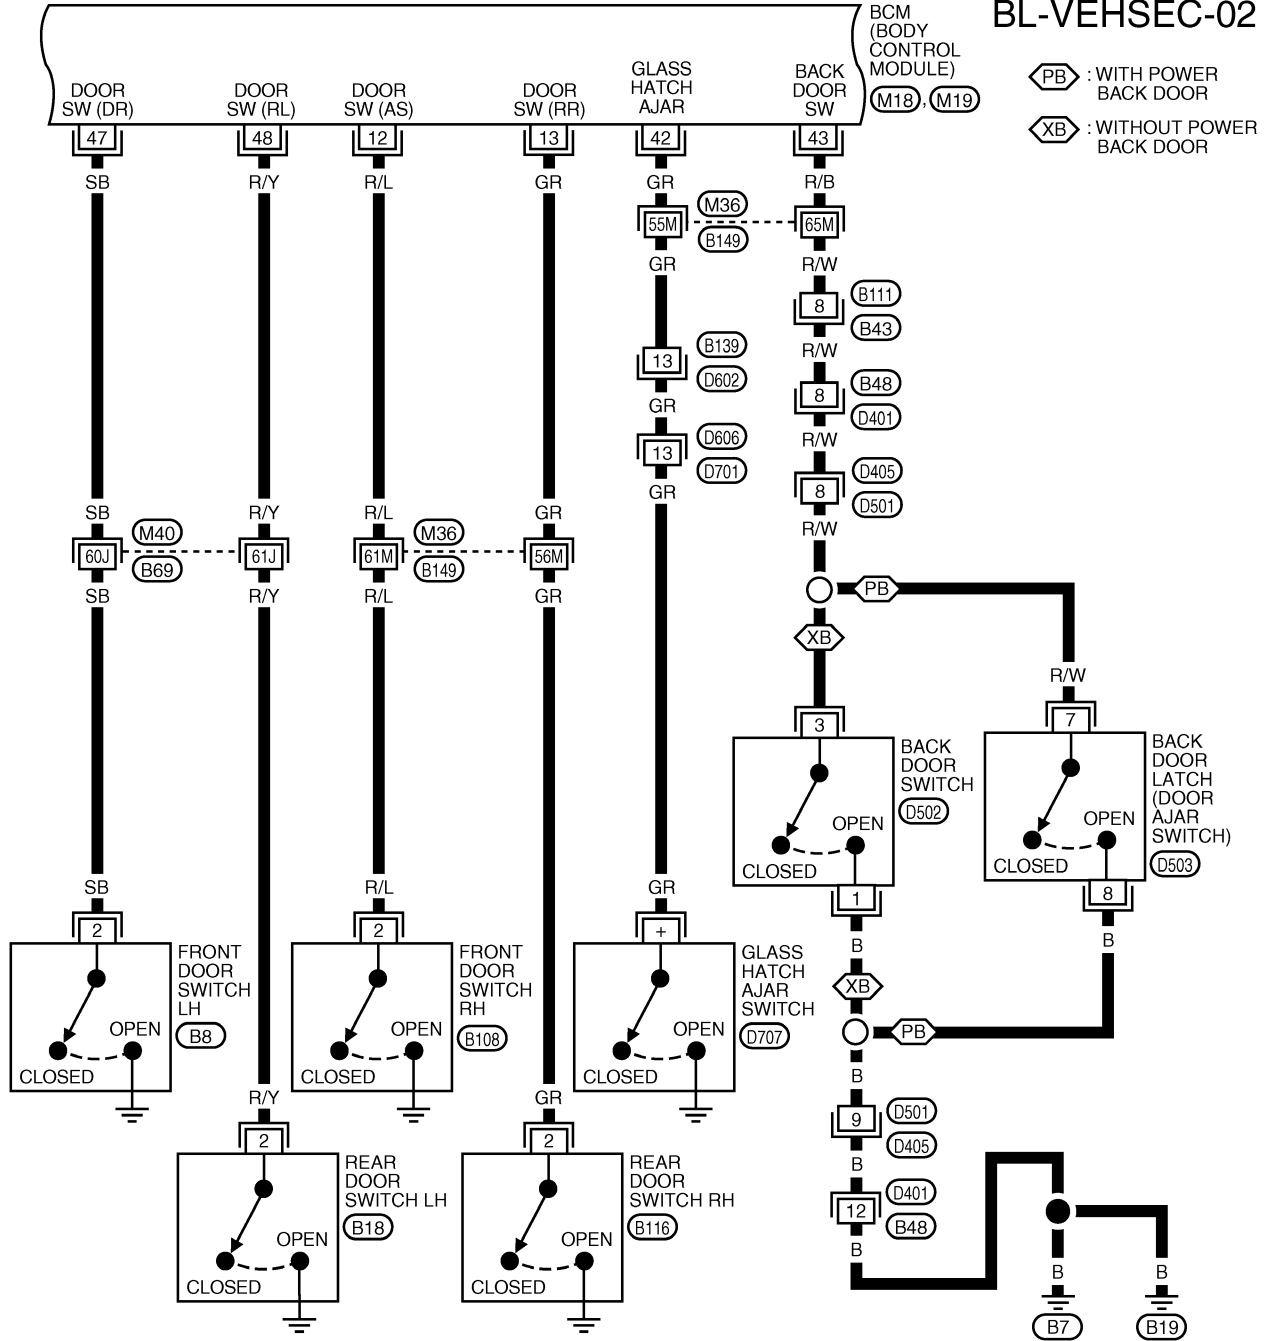 BL-VEHSEC-02
BCM
(BODY
CONTROL
MODULE)
M18, M19
PB : WITH POWER
BACK DOOR
XB : WITHOUT POWER
BACK DOOR
DOOR
SW (DR)
DOOR
SW (RL)
DOOR
SW (AS)
DOOR
SW (RR)
GLASS
HATCH
AJAR
BACK
DOOR
SW
47 48 12 13 42 43
SB R/Y R/L GR GR R/B
55M M36 65M
B149
GR R/W
8 B111
B43
13 B139
D602
R/W
8 B48
D401
GR R/W
13 D606
D701
8 D405
D501
GR
SB R/Y R/L GR R/W
60J M40 61J 61M M36 56M
B69 B149
SB R/Y R/L GR
PB
XB
R/W
3 7
BACK
DOOR
SWITCH
D502
OPEN
CLOSED
BACK
DOOR
LATCH
(DOOR
AJAR
SWITCH)
D503
OPEN
CLOSED
1 8
B B
SB R/L GR
2 2 +
FRONT
DOOR
SWITCH
LH
B8
OPEN
CLOSED
FRONT
DOOR
SWITCH
RH
B108
OPEN
CLOSED
GLASS
HATCH
AJAR
SWITCH
D707
OPEN
CLOSED
XB
PB
B
R/Y GR
2 2
REAR
DOOR
SWITCH LH
B18
OPEN
CLOSED
REAR
DOOR
SWITCH RH
B116
OPEN
CLOSED
9 D501
D405
B
12 D401
B48
B
B B
B7 B19